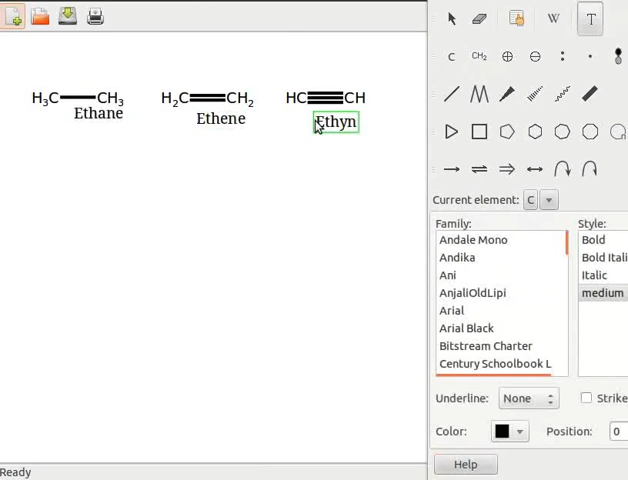 W T
C CH₂
H₃C CH₃ H₂C CH₂ HC CH
Ethane Ethene Ethyn
Current element: C
Family: Style:
Andale Mono Bold
Andika Bold Itali
Ani Italic
AnjaliOldLipi medium
Arial
Arial Black
Bitstream Charter
Century Schoolbook L
Underline: None Strike
Color: Position: 0
Help
Ready